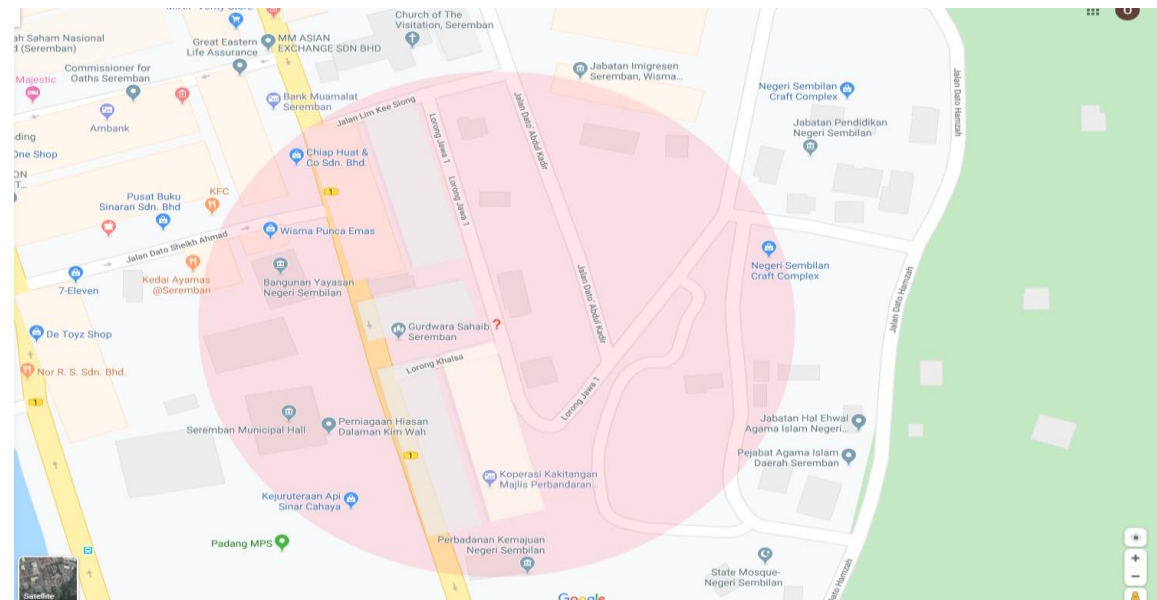 ah Saham Nasional
d (Seremban)
Great Eastern
Life Assurance
MM ASIAN
EXCHANGE SDN BHD
Church of The
Visitation, Seremban
Jabatan Imigresen
Seremban, Wisma...
Commissioner for
Oaths Seremban
Majestic
Ambank
Bank Muamalat
Seremban
Jalan Lim Kee Siong
Lorong Jawa 1
Lorong Jawa 1
Jalan Dato' Abdul Kadir
Negeri Sembilan
Craft Complex
Jabatan Pendidikan
Negeri Sembilan
Jalan Dato Hamzah
ding
One Shop
ON
T...
Chiap Huat &
Co Sdn. Bhd.
1
Pusat Buku
Sinaran Sdn. Bhd
KFC
Wisma Punca Emas
Jalan Dato Sheikh Ahmad
Kedai Ayamas
@Seremban
7-Eleven
Bangunan Yayasan
Negeri Sembilan
Negeri Sembilan
Craft Complex
Jalan Dato Hamzah
Jalan Dato' Abdul Kadir
De Toyz Shop
Gurdwara Sahaib
Seremban
?
Lorong Khalsa
Nor R. S. Sdn. Bhd.
1
Lorong Jawa 1
Seremban Municipal Hall
Perniagaan Hiasan
Dalaman Kim Wah
Jabatan Hal Ehwal
Agama Islam Negeri...
1
Pejabat Agama Islam
Daerah Seremban
Koperasi Kakitangan
Majlis Perbandaran...
Kejuruteraan Api
Sinar Cahaya
Padang MPS
Perbadanan Kemajuan
Negeri Sembilan
State Mosque-
Negeri Sembilan
Dato Hamzah
Satellite
Google